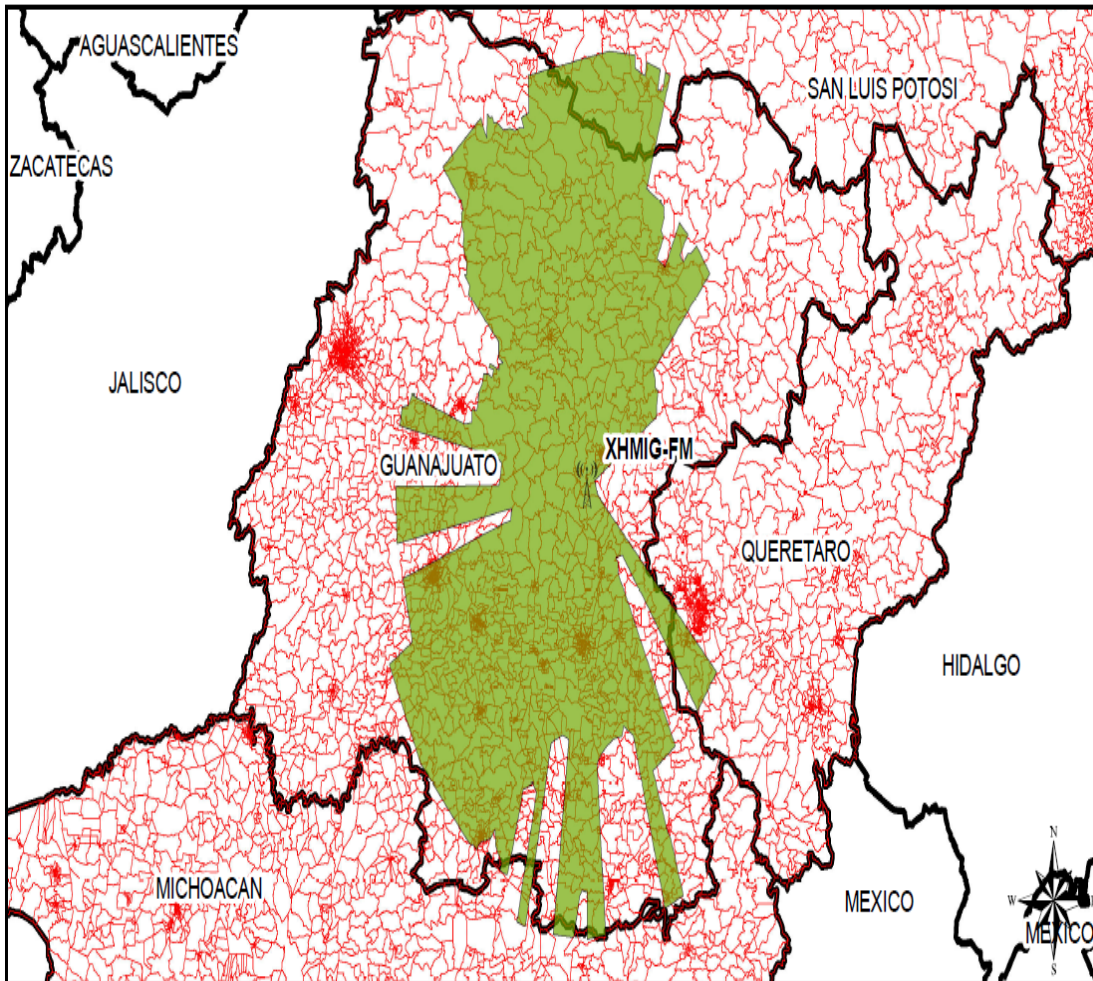 AGUASCALIENTES
SAN LUIS POTOSI
ZACATECAS
JALISCO
XHMIG-FM
GUANAJUATO
QUERETARO
HIDALGO
MICHOACAN
MEXICO
N
W
MEXICO
S